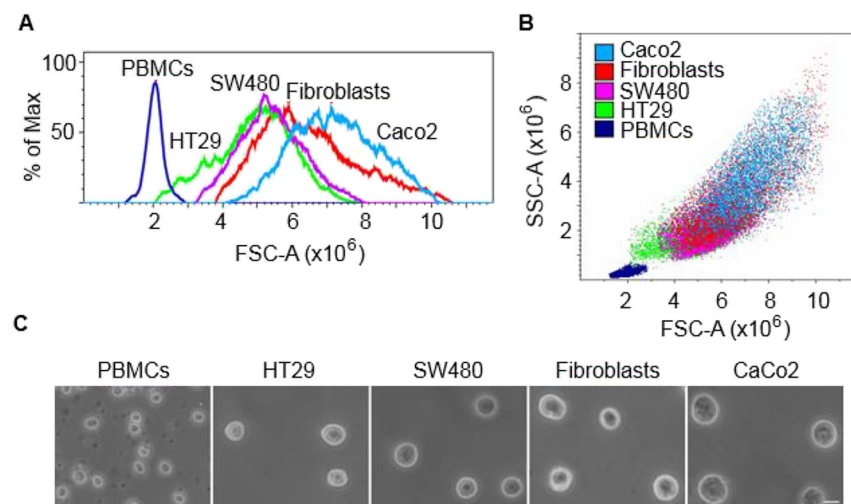 A
100
50
% of Max
PBMCs
HT29
SW480
Fibroblasts
Caco2
2 4 6 8 10
FSC-A (x10⁶)
B
Caco2
Fibroblasts
SW480
HT29
PBMCs
8
6
4
2
SSC-A (x10⁶)
2 4 6 8 10
FSC-A (x10⁶)
C
PBMCs HT29 SW480 Fibroblasts CaCo2